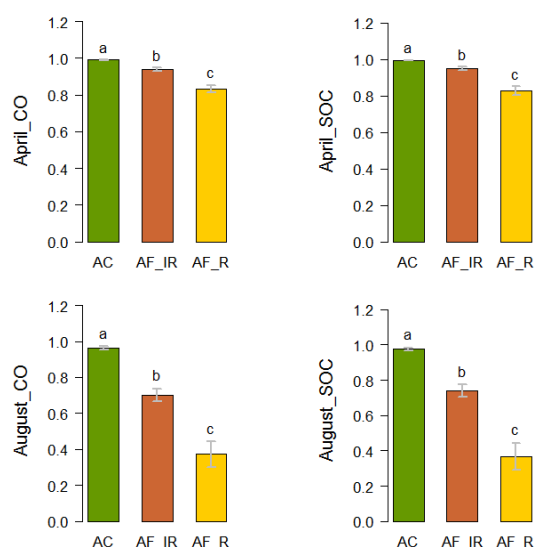 April_CO
1.2
1.0
0.8
0.6
0.4
0.2
0.0
a
b
c
AC AF_IR AF_R
April_SOC
1.2
1.0
0.8
0.6
0.4
0.2
0.0
a
b
c
AC AF_IR AF_R
August_CO
1.2
1.0
0.8
0.6
0.4
0.2
0.0
a
b
c
AC AF_IR AF_R
August_SOC
1.2
1.0
0.8
0.6
0.4
0.2
0.0
a
b
c
AC AF_IR AF_R